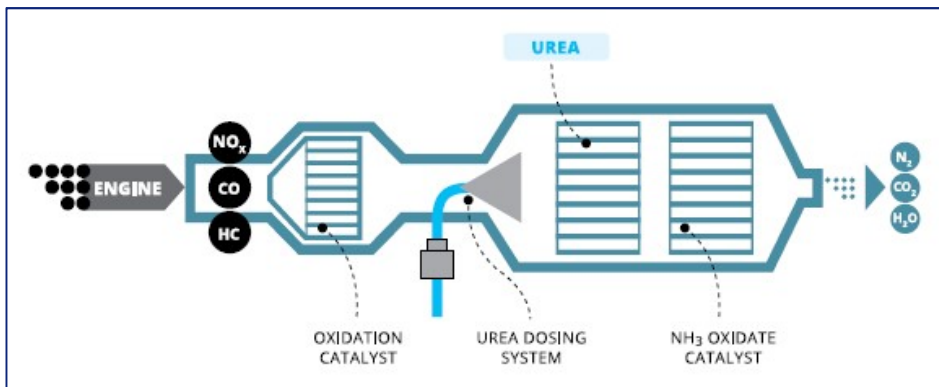 UREA
NOₓ
ENGINE
CO
HC
N₂
CO₂
H₂O
OXIDATION
CATALYST
UREA DOSING
SYSTEM
NH₃ OXIDATE
CATALYST